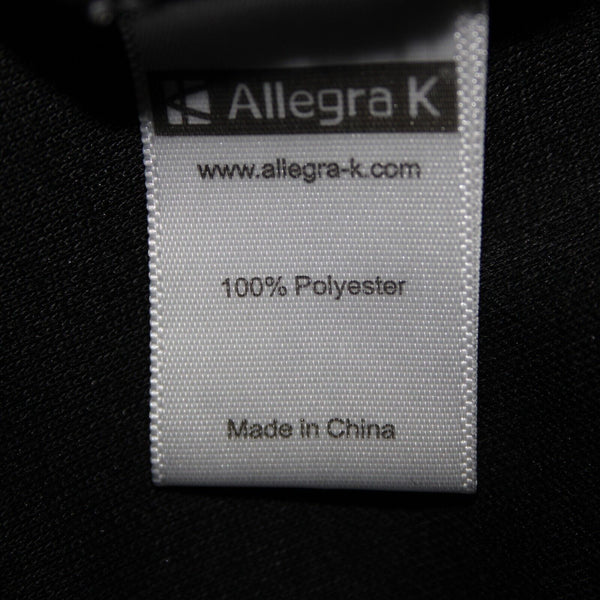 Allegra K
www.allegra-k.com
100% Polyester
Made in China